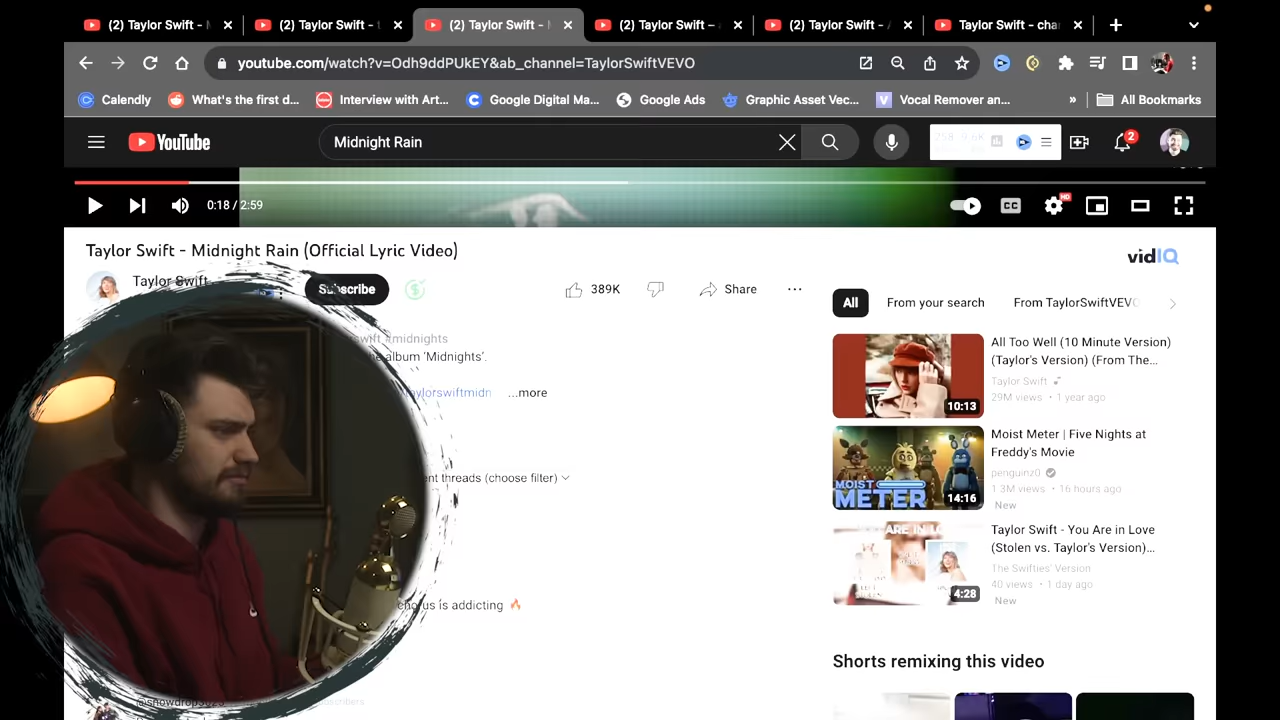 (2) Taylor Swift -
(2) Taylor Swift -
(2) Taylor Swift -
(2) Taylor Swift -
(2) Taylor Swift -
Taylor Swift - cha
youtube.com/watch?v=Odh9ddPUkEY&ab_channel=TaylorSwiftVEVO
Calendly
What's the first d...
Interview with Art...
Google Digital Ma...
Google Ads
Graphic Asset Vec...
Vocal Remover an...
»
All Bookmarks
YouTube
Midnight Rain
2
0:18 / 2:59
CC
HD
Taylor Swift - Midnight Rain (Official Lyric Video)
vidIQ
Taylor Swift
Subscribe
389K
Share
...
All
From your search
From TaylorSwiftVEVO
#midnights
album 'Midnights'.
taylorswiftmidn
...more
All Too Well (10 Minute Version)
(Taylor's Version) (From The...
Taylor Swift
29M views • 1 year ago
10:13
Moist Meter | Five Nights at
Freddy's Movie
penguinz0
1.3M views • 16 hours ago
New
MOIST
METER
14:16
threads (choose filter)
Taylor Swift - You Are in Love
(Stolen vs. Taylor's Version)...
The Swifties' Version
40 views • 1 day ago
New
4:28
is addicting 🔥
Shorts remixing this video